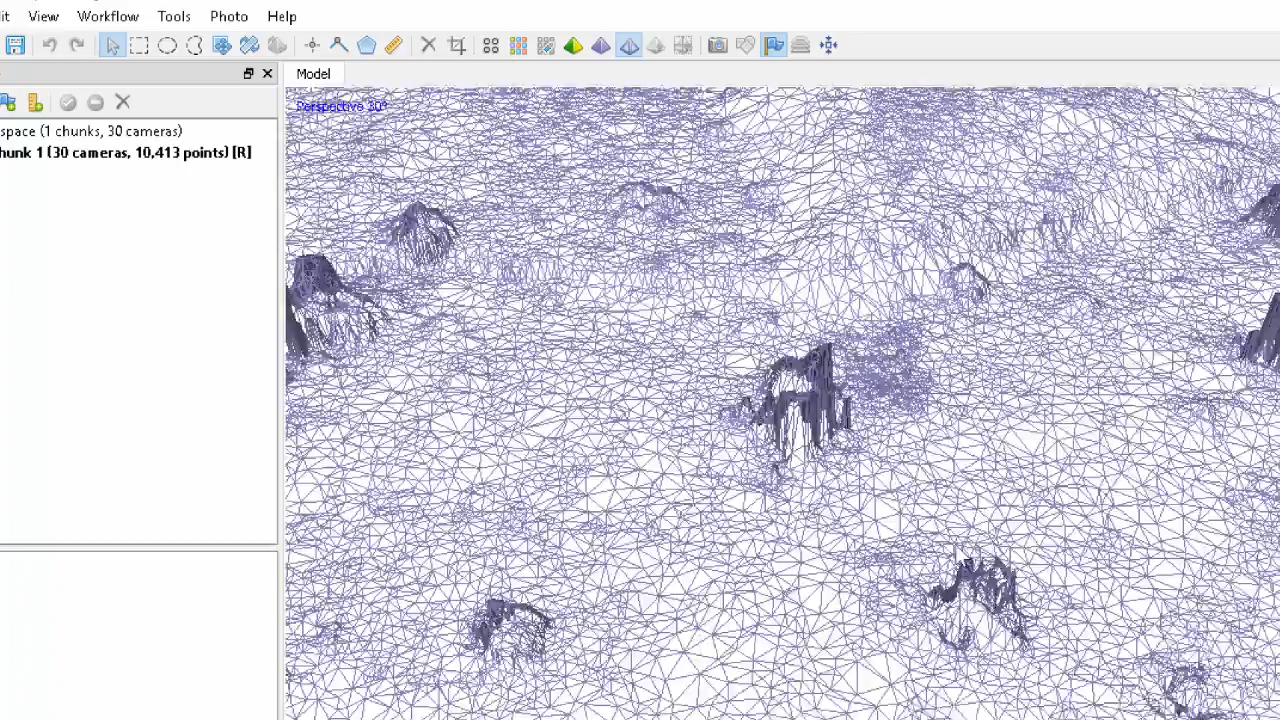 it View Workflow Tools Photo Help
Model
Perspective 30°
space (1 chunks, 30 cameras)
hunk 1 (30 cameras, 10,413 points) [R]